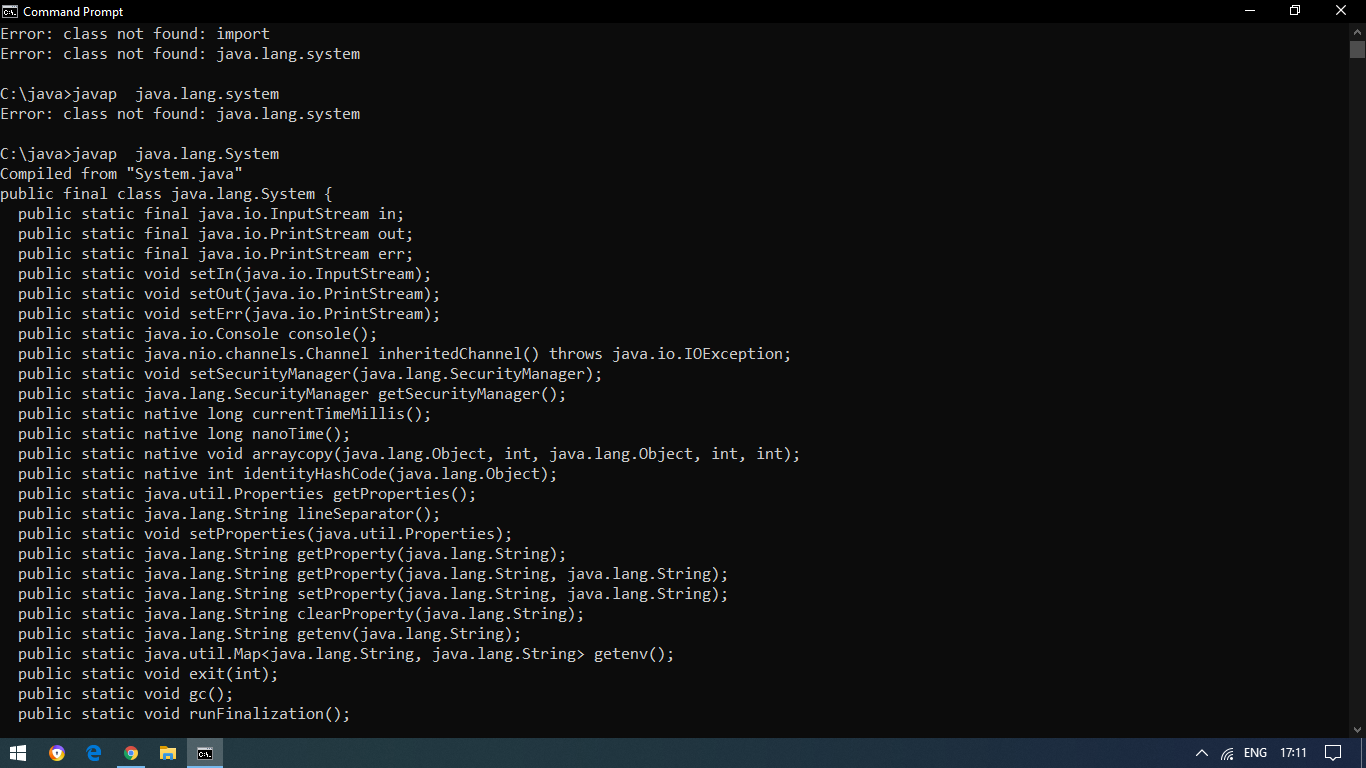 Command Prompt
Error: class not found: import
Error: class not found: java.lang.system
C:\java>javap  java.lang.system
Error: class not found: java.lang.system
C:\java>javap  java.lang.System
Compiled from "System.java"
public final class java.lang.System {
  public static final java.io.InputStream in;
  public static final java.io.PrintStream out;
  public static final java.io.PrintStream err;
  public static void setIn(java.io.InputStream);
  public static void setOut(java.io.PrintStream);
  public static void setErr(java.io.PrintStream);
  public static java.io.Console console();
  public static java.nio.channels.Channel inheritedChannel() throws java.io.IOException;
  public static void setSecurityManager(java.lang.SecurityManager);
  public static java.lang.SecurityManager getSecurityManager();
  public static native long currentTimeMillis();
  public static native long nanoTime();
  public static native void arraycopy(java.lang.Object, int, java.lang.Object, int, int);
  public static native int identityHashCode(java.lang.Object);
  public static java.util.Properties getProperties();
  public static java.lang.String lineSeparator();
  public static void setProperties(java.util.Properties);
  public static java.lang.String getProperty(java.lang.String);
  public static java.lang.String getProperty(java.lang.String, java.lang.String);
  public static java.lang.String setProperty(java.lang.String, java.lang.String);
  public static java.lang.String clearProperty(java.lang.String);
  public static java.lang.String getenv(java.lang.String);
  public static java.util.Map<java.lang.String, java.lang.String> getenv();
  public static void exit(int);
  public static void gc();
  public static void runFinalization();
ENG 17:11